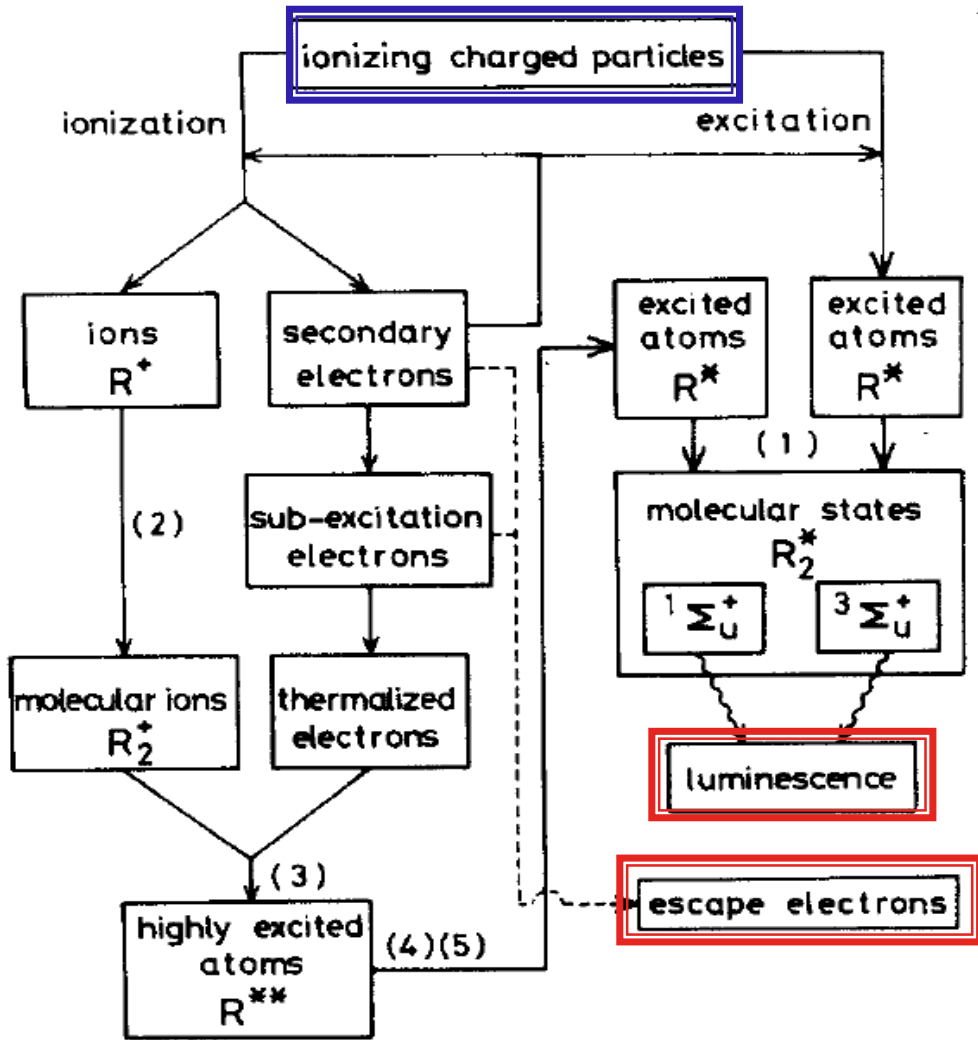 ionizing charged particles
ionization
excitation
ions
R⁺
secondary
electrons
excited
atoms
R*
excited
atoms
R*
(1)
sub-excitation
electrons
(2)
molecular states
R₂*
¹Σᵤ⁺
³Σᵤ⁺
molecular ions
R₂⁺
thermalized
electrons
luminescence
(3)
escape electrons
highly excited
atoms
R**
(4)(5)